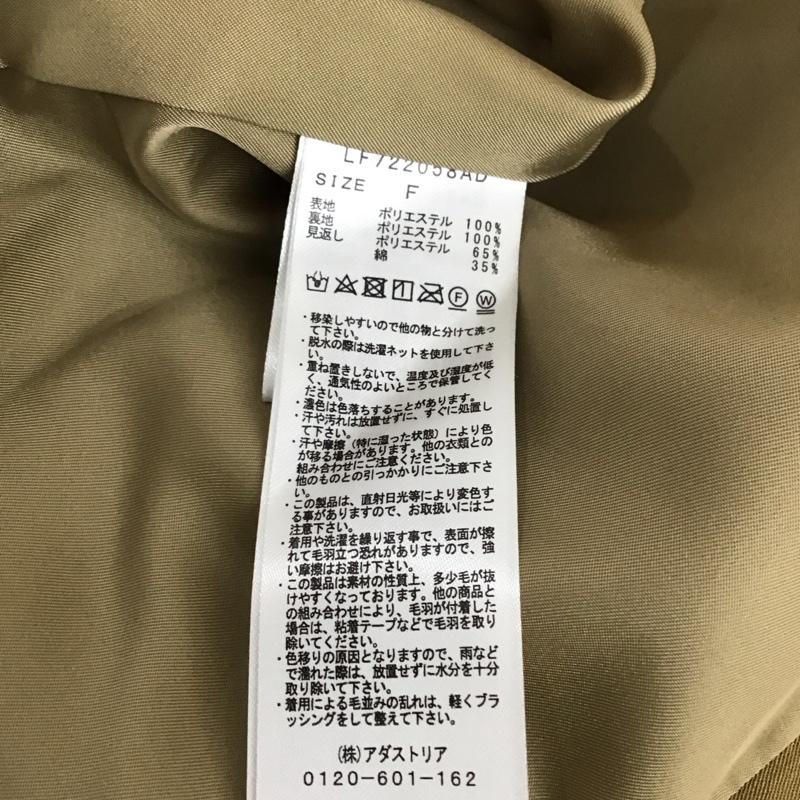 LF722058AD
SIZE F
表地 ポリエステル 100%
裏地 ポリエステル 100%
見返し ポリエステル 65%
綿 35%
F W
・移染しやすいので他の物と分けて洗っ
て下さい。
・脱水の際は洗濯ネットを使用して下さ
い。
・重ね置きしないで、温度及び湿度が低
く、通気性のよいところで保管してく
ださい。
・濃色は色落ちすることがあります。
・汗や汚れは放置せずに、すぐに処置し
て下さい。
・汗や摩擦（特に湿った状態）により色
が移る場合があります。他の衣類との
組み合わせにご注意ください。
・他のものとの引っかかりにご注意下さ
い。
・この製品は、直射日光等により変色す
る事がありますので、お取扱いにはご
注意下さい。
・着用や洗濯を繰り返す事で、表面が擦
れて毛羽立つ恐れがありますので、強
い摩擦はお避け下さい。
・この製品は素材の性質上、多少毛が抜
けやすくなっております。他の商品と
の組み合わせにより、毛羽が付着した
場合は、粘着テープなどで毛羽を取り
除いてください。
・色移りの原因となりますので、雨など
で濡れた際は、放置せずに水分を十分
取り除いて下さい。
・着用による毛並みの乱れは、軽くブラ
ッシングをして整えて下さい。
(株)アダストリア
0120-601-162